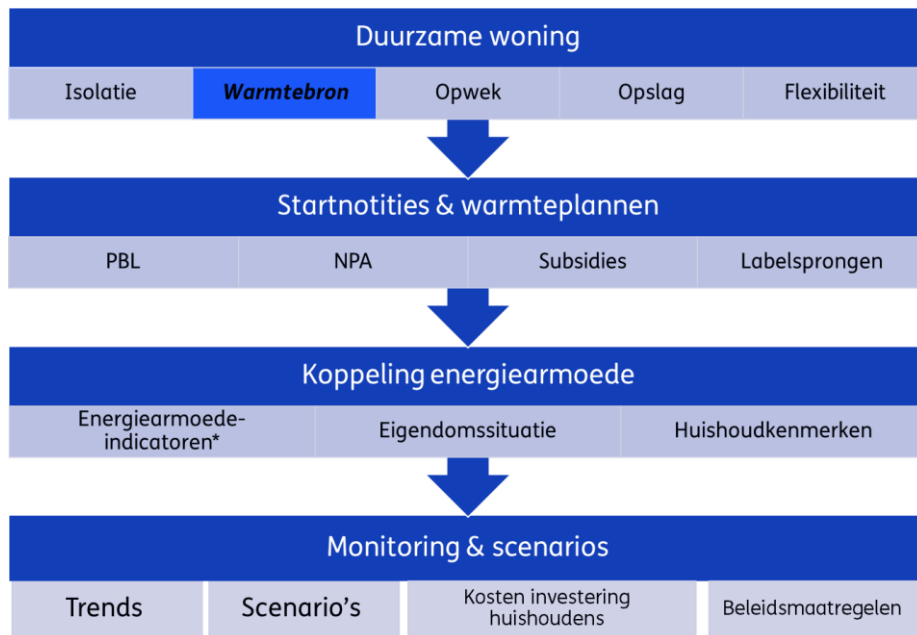 Duurzame woning
Isolatie Warmtebron Opwek Opslag Flexibiliteit
Startnotities & warmteplannen
PBL NPA Subsidies Labelsprongen
Koppeling energiearmoede
Energiearmoede-
indicatoren* Eigendomssituatie Huishoudkenmerken
Monitoring & scenarios
Trends Scenario's Kosten investering
huishoudens Beleidsmaatregelen